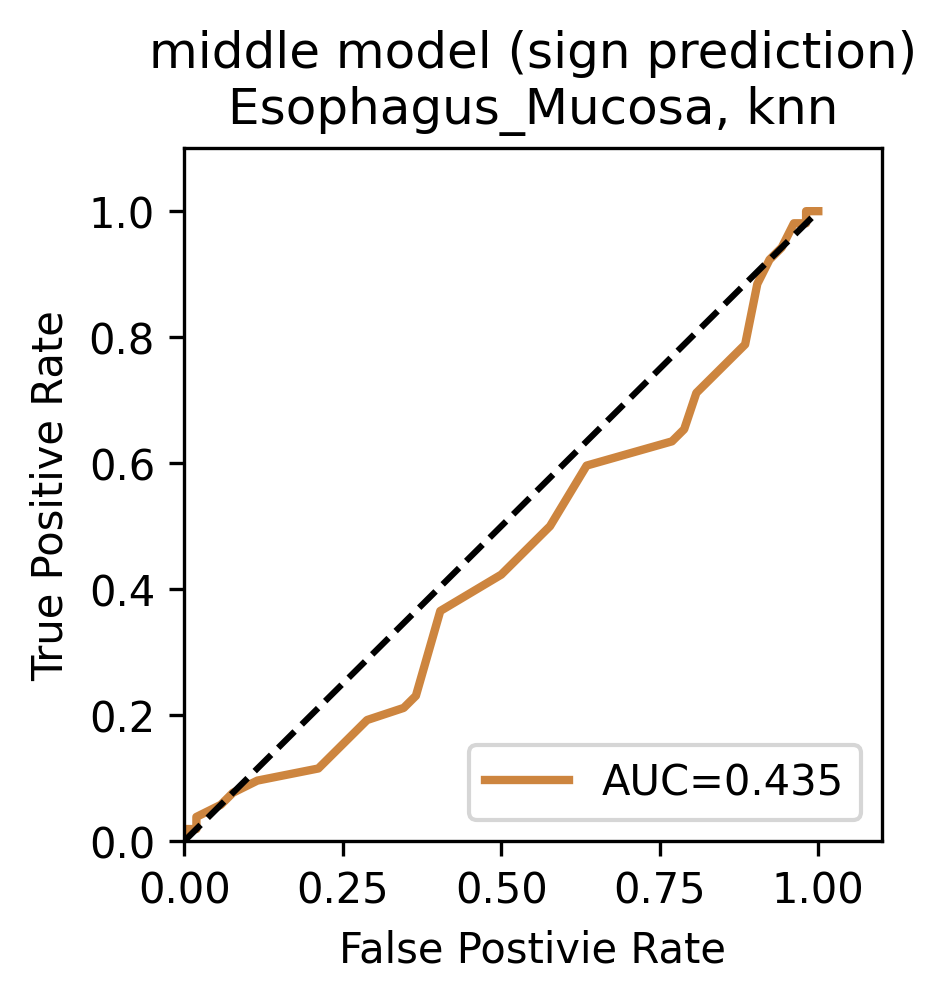 middle model (sign prediction)
Esophagus_Mucosa, knn
True Positive Rate
1.0
0.8
0.6
0.4
0.2
0.0
AUC=0.435
0.00 0.25 0.50 0.75 1.00
False Postivie Rate